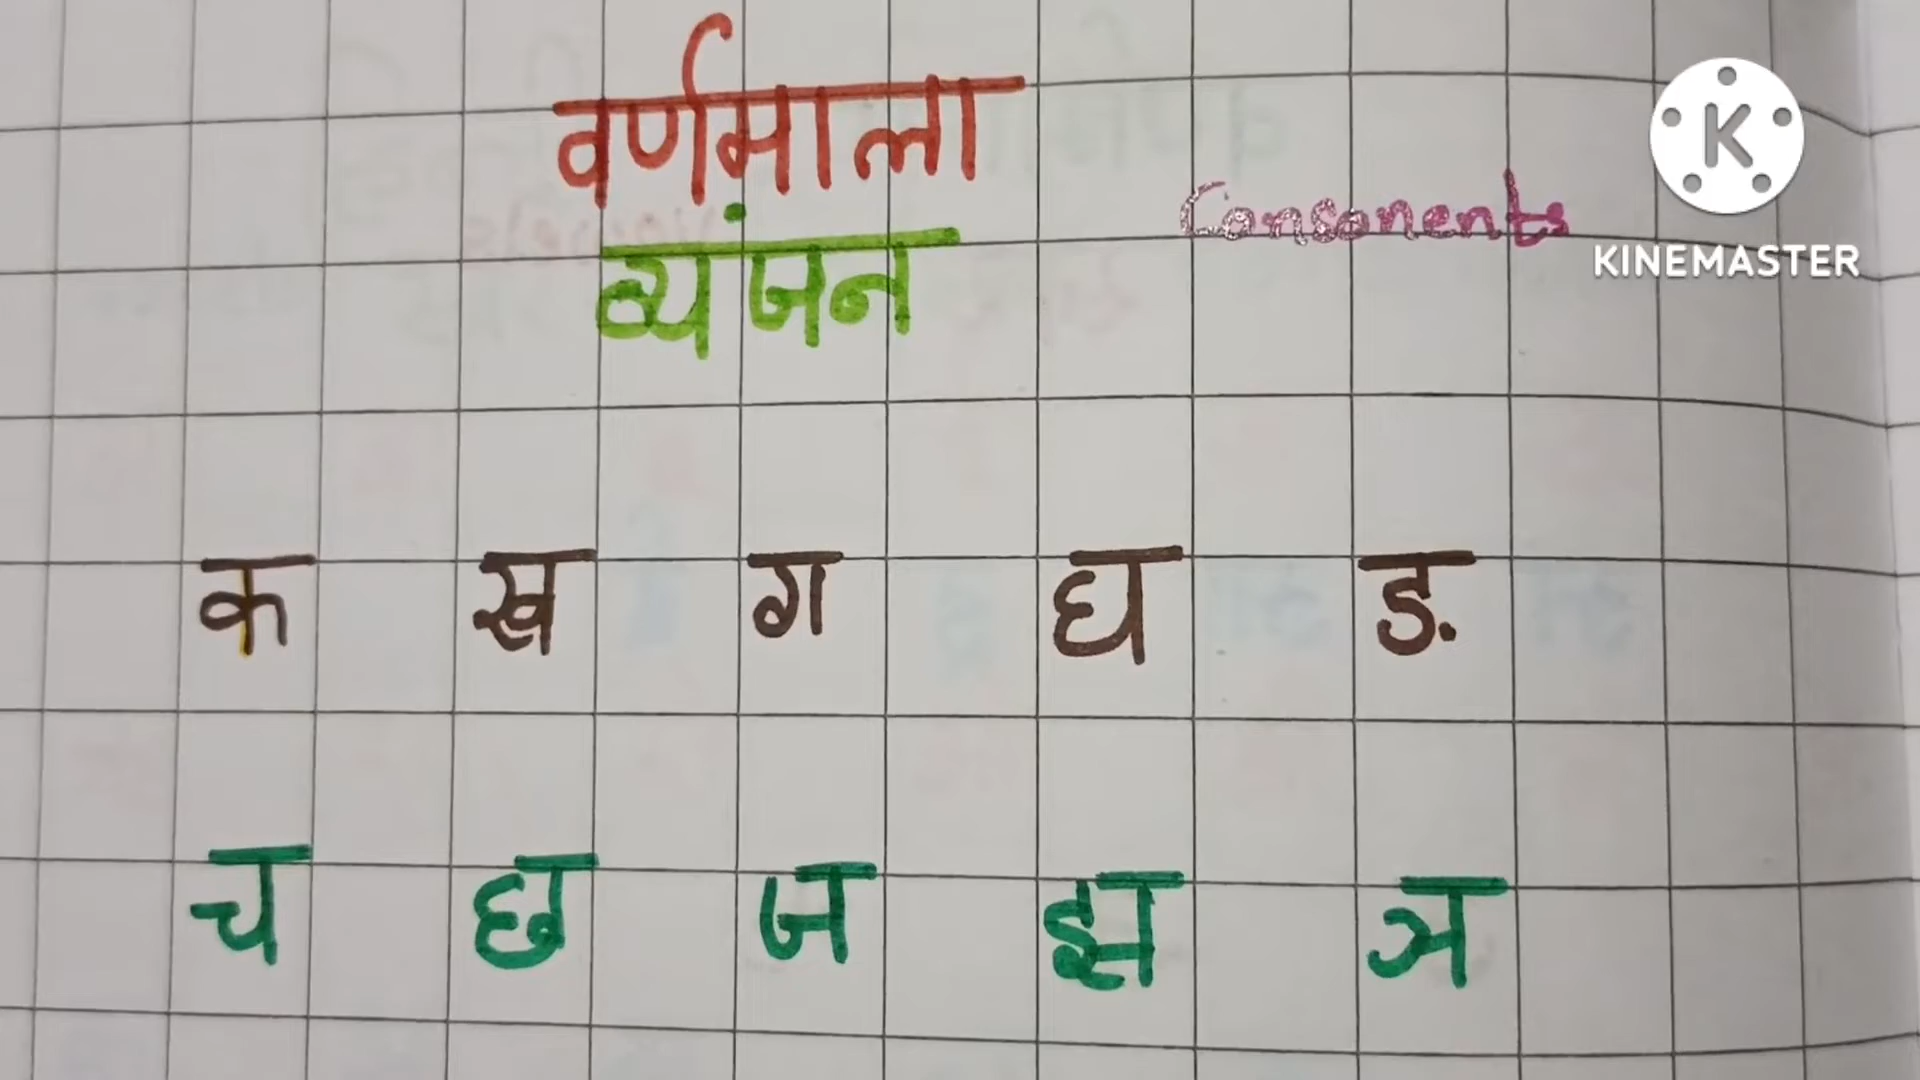 वर्णमाला
व्यंजन
Consonents
K
KINEMASTER
क ख ग घ ङ
च छ ज झ ञ